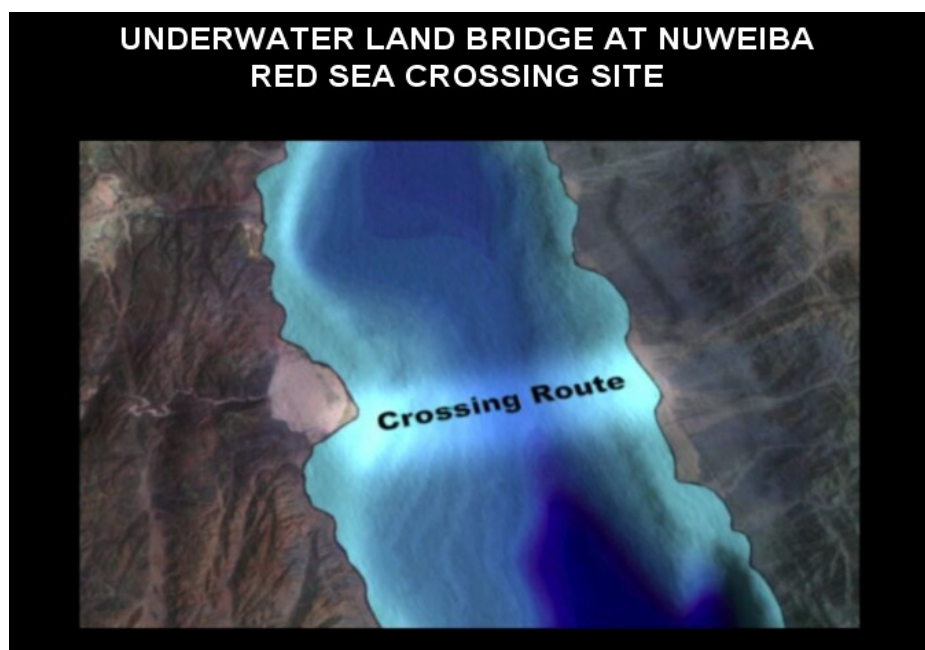 UNDERWATER LAND BRIDGE AT NUWEIBA
RED SEA CROSSING SITE
Crossing Route